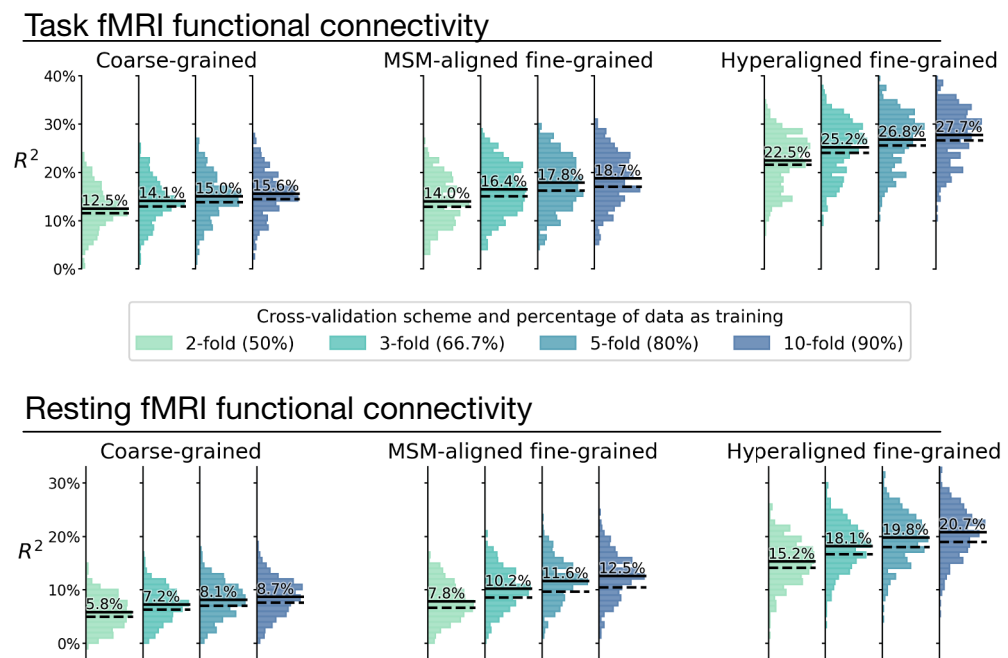 Task fMRI functional connectivity
Coarse-grained
MSM-aligned fine-grained
Hyperaligned fine-grained
40%
30%
R²
20%
10%
0%
12.5%
14.1%
15.0%
15.6%
14.0%
16.4%
17.8%
18.7%
22.5%
25.2%
26.8%
27.7%
Cross-validation scheme and percentage of data as training
2-fold (50%)
3-fold (66.7%)
5-fold (80%)
10-fold (90%)
Resting fMRI functional connectivity
Coarse-grained
MSM-aligned fine-grained
Hyperaligned fine-grained
30%
20%
R²
10%
0%
5.8%
7.2%
8.1%
8.7%
7.8%
10.2%
11.6%
12.5%
15.2%
18.1%
19.8%
20.7%